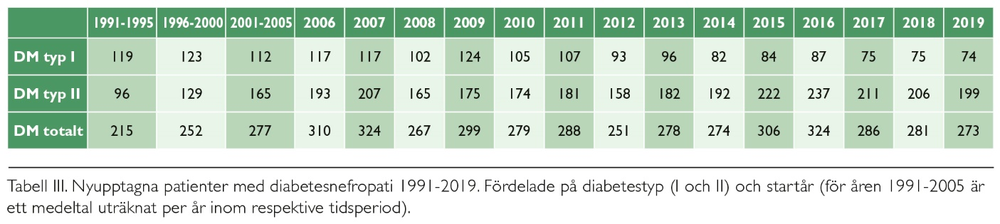 1991-1995 1996-2000 2001-2005 2006 2007 2008 2009 2010 2011 2012 2013 2014 2015 2016 2017 2018 2019
DM typ I 119 123 112 117 117 102 124 105 107 93 96 82 84 87 75 75 74
DM typ II 96 129 165 193 207 165 175 174 181 158 182 192 222 237 211 206 199
DM totalt 215 252 277 310 324 267 299 279 288 251 278 274 306 324 286 281 273
Tabell III. Nyupptagna patienter med diabetesnefropati 1991-2019. Fördelade på diabetestyp (I och II) och startår (för åren 1991-2005 är
ett medeltal uträknat per år inom respektive tidsperiod).